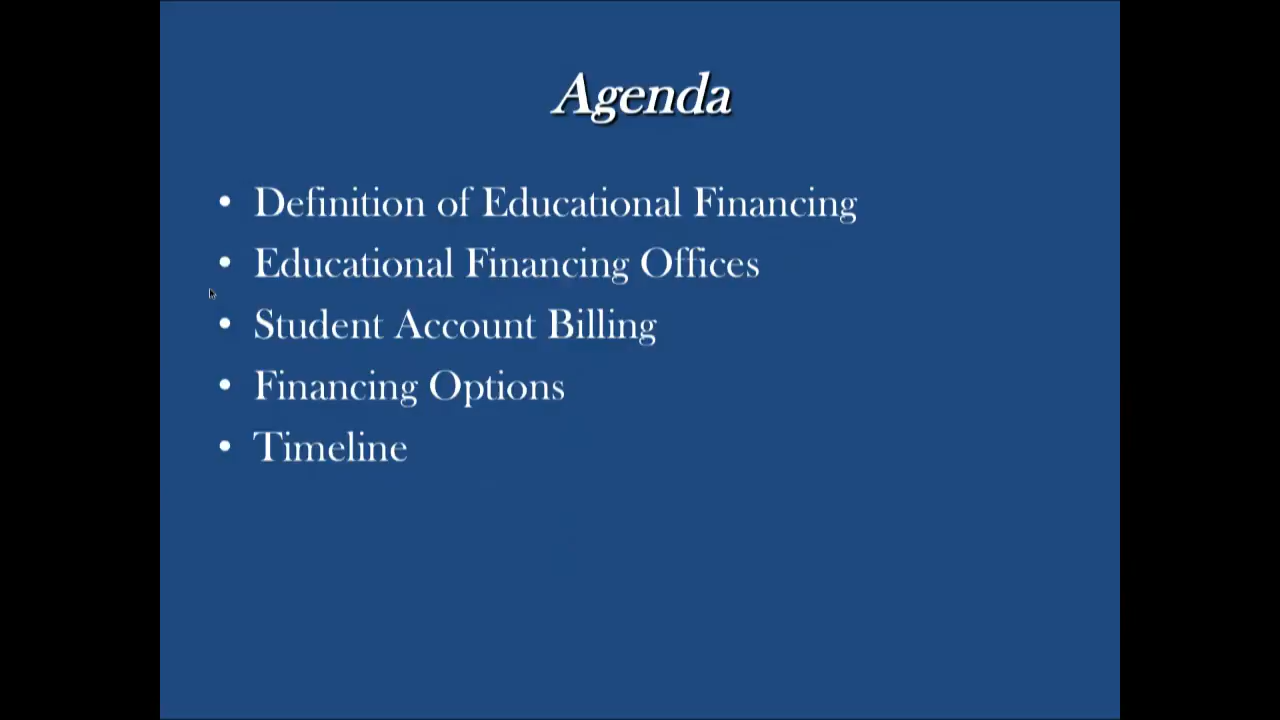 Agenda
• Definition of Educational Financing
• Educational Financing Offices
• Student Account Billing
• Financing Options
• Timeline